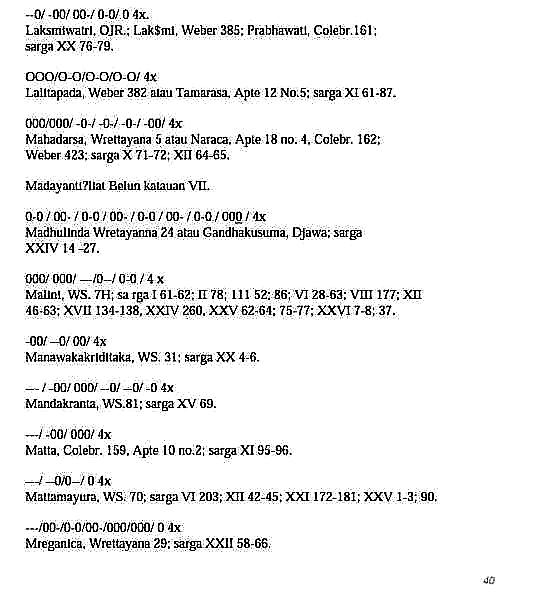 --0/ -00/ 00-/ 0-0/ 0 4x.
Laksmiwatri, OJR.; Lak$mi, Weber 385; Prabhawati, Colebr.161;
sarga XX 76-79.
OOO/O-O/O-O/O-O/ 4x
Lalitapada, Weber 382 atau Tamarasa, Apte 12 No.5; sarga XI 61-87.
000/000/ -0-/ -0-/ -0-/ -00/ 4x
Mahadarsa, Wrettayana 5 atau Naraca, Apte 18 no. 4, Colebr. 162;
Weber 423; sarga X 71-72; XII 64-65.
Madayanti?liat Belun katauan VII.
0-0 / 00- / 0-0 / 00- / 0-0 / 00- / 0-0 / 000 / 4x
Madhulinda Wretayanna 24 atau Gandhakusuma, Djawa; sarga
XXIV 14 -27.
000/ 000/ —/0–/ 0-0 / 4 x
Malini, WS. 7H; sa rga I 61-62; II 78; 111 52; 86; VI 28-63; VIII 177; XII
46-63; XVII 134-138, XXIV 260, XXV 62-64; 75-77; XXVI 7-8; 37.
-00/ --0/ 00/ 4x
Manawakakriditaka, WS. 31; sarga XX 4-6.
—- / -00/ 000/ --0/ --0/ -0 4x
Mandakranta, WS.81; sarga XV 69.
---/ -00/ 000/ 4x
Matta, Colebr. 159, Apte 10 no.2; sarga XI 95-96.
—-/ --0/0--/ 0 4x
Mattamayura, WS. 70; sarga VI 203; XII 42-45; XXI 172-181; XXV 1-3; 90.
---/00-/0-0/00-/000/000/ 0 4x
Mreganica, Wrettayana 29; sarga XXII 58-66.
40